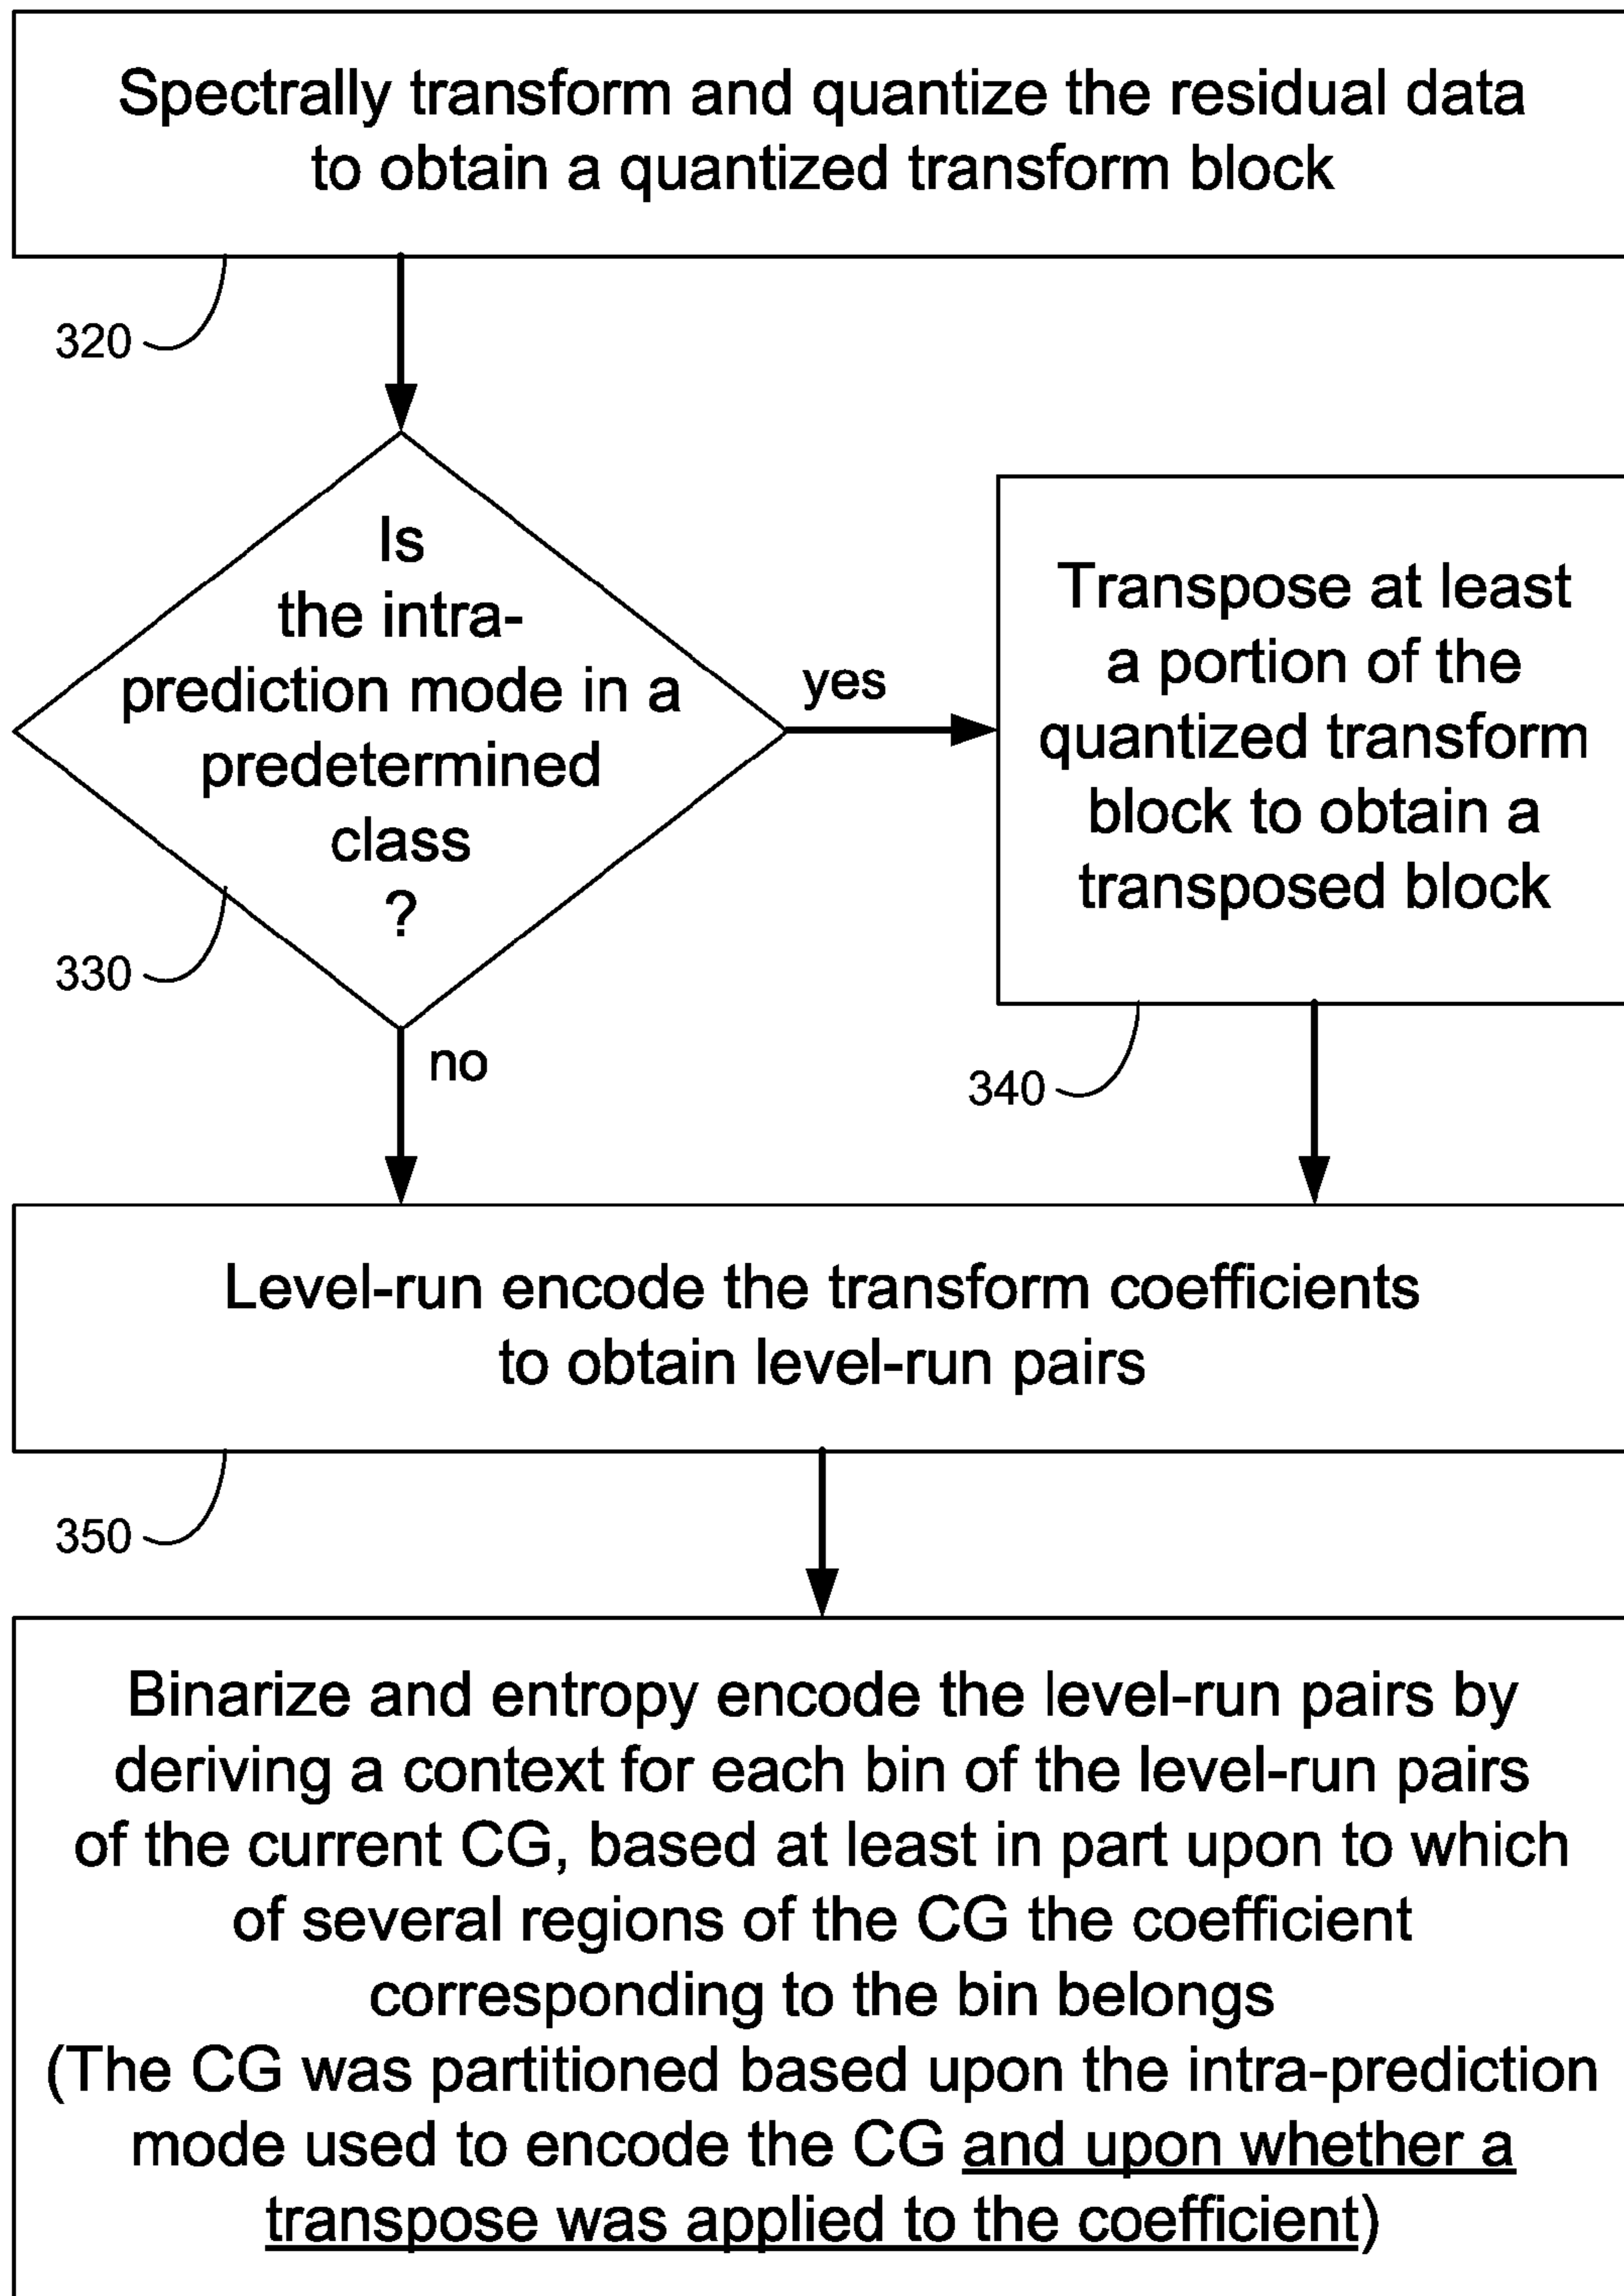 Spectrally transform and quantize the residual data
to obtain a quantized transform block
320
Is
the intra-
prediction mode in a
predetermined
class
?
yes
330
no
Transpose at least
a portion of the
quantized transform
block to obtain a
transposed block
340
Level-run encode the transform coefficients
to obtain level-run pairs
350
Binarize and entropy encode the level-run pairs by
deriving a context for each bin of the level-run pairs
of the current CG, based at least in part upon to which
of several regions of the CG the coefficient
corresponding to the bin belongs
(The CG was partitioned based upon the intra-prediction
mode used to encode the CG and upon whether a
transpose was applied to the coefficient)